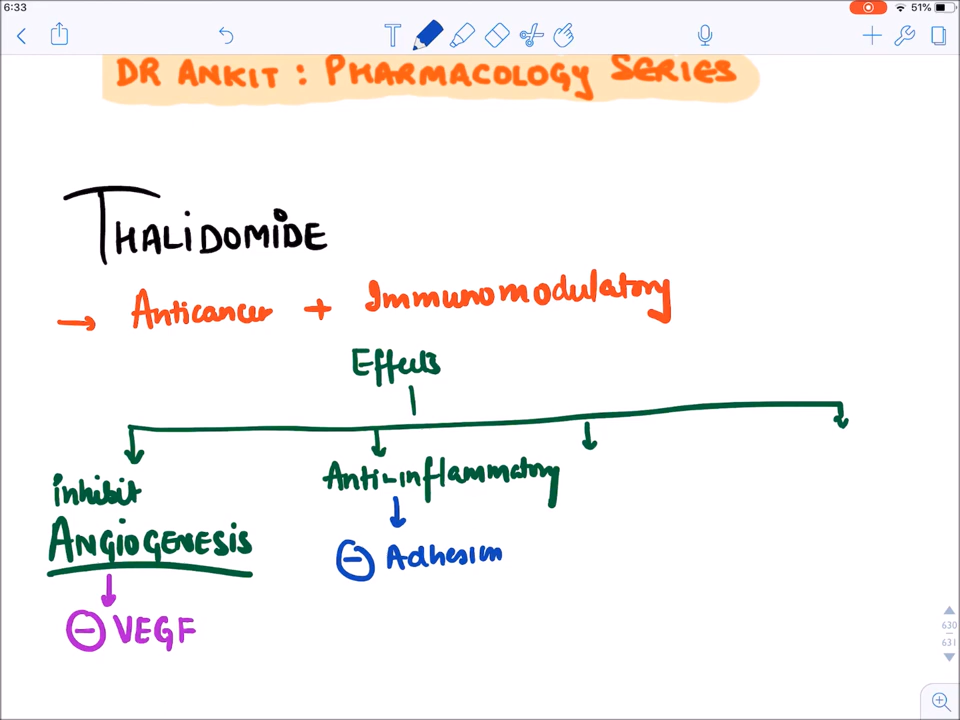 6:33
51%
DR ANKIT : PHARMACOLOGY SERIES
THALIDOMIDE
→ Anticancer + Immunomodulatory
Effects
inhibit
ANGIOGENESIS
⊖ VEGF
Anti-inflammatory
⊖ Adhesion
630
631